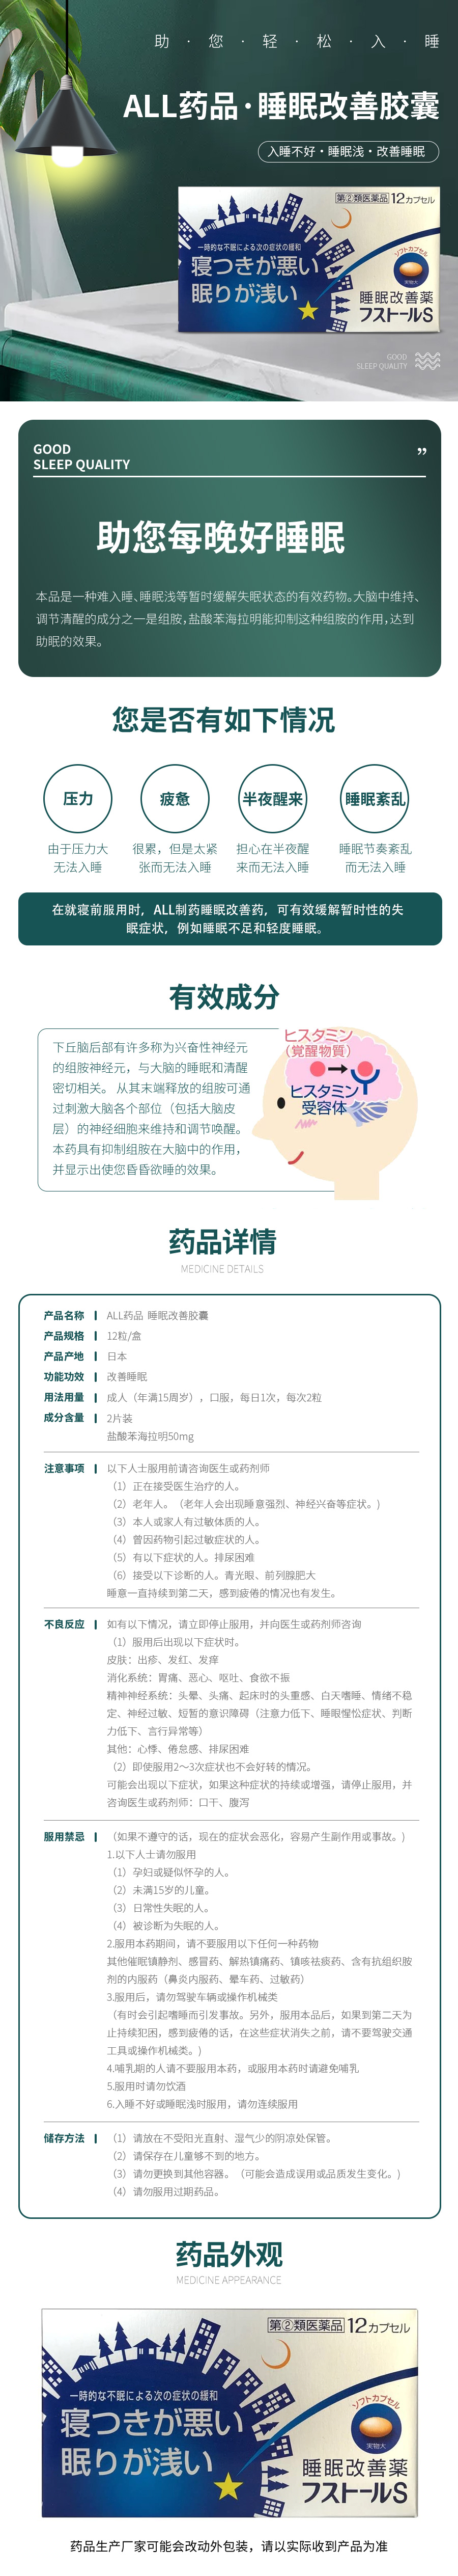 助·您·轻·松·入·睡
ALL药品·睡眠改善胶囊
入睡不好·睡眠浅·改善睡眠
第②類医薬品 12カプセル
一時的な不眠による次の症状の緩和
寝つきが悪い
眠りが浅い
ソフトカプセル
実物大
睡眠改善薬
フストールS
GOOD
SLEEP QUALITY
GOOD
SLEEP QUALITY
”
助您每晚好睡眠
本品是一种难入睡、睡眠浅等暂时缓解失眠状态的有效药物。大脑中维持、
调节清醒的成分之一是组胺,盐酸苯海拉明能抑制这种组胺的作用,达到
助眠的效果。
您是否有如下情况
压力 疲惫 半夜醒来 睡眠紊乱
由于压力大 很累，但是太紧 担心在半夜醒 睡眠节奏紊乱
无法入睡 张而无法入睡 来而无法入睡 而无法入睡
在就寝前服用时，ALL制药睡眠改善药，可有效缓解暂时性的失
眠症状，例如睡眠不足和轻度睡眠。
有效成分
下丘脑后部有许多称为兴奋性神经元
的组胺神经元，与大脑的睡眠和清醒
密切相关。 从其末端释放的组胺可通
过刺激大脑各个部位（包括大脑皮
层）的神经细胞来维持和调节唤醒。
本药具有抑制组胺在大脑中的作用，
并显示出使您昏昏欲睡的效果。
ヒスタミン
（覚醒物質）
ヒスタミン
受容体
药品详情
MEDICINE DETAILS
产品名称 ALL药品 睡眠改善胶囊
产品规格 12粒/盒
产品产地 日本
功能功效 改善睡眠
用法用量 成人（年满15周岁），口服，每日1次，每次2粒
成分含量 2片装
盐酸苯海拉明50mg
注意事项 以下人士服用前请咨询医生或药剂师
（1）正在接受医生治疗的人。
（2）老年人。（老年人会出现睡意强烈、神经兴奋等症状。)
（3）本人或家人有过敏体质的人。
（4）曾因药物引起过敏症状的人。
（5）有以下症状的人。排尿困难
（6）接受以下诊断的人。青光眼、前列腺肥大
睡意一直持续到第二天，感到疲倦的情况也有发生。
不良反应 如有以下情况，请立即停止服用，并向医生或药剂师咨询
（1）服用后出现以下症状时。
皮肤：出疹、发红、发痒
消化系统：胃痛、恶心、呕吐、食欲不振
精神神经系统：头晕、头痛、起床时的头重感、白天嗜睡、情绪不稳
定、神经过敏、短暂的意识障碍（注意力低下、睡眼惺忪症状、判断
力低下、言行异常等）
其他：心悸、倦怠感、排尿困难
（2）即使服用2～3次症状也不会好转的情况。
可能会出现以下症状，如果这种症状的持续或增强，请停止服用，并
咨询医生或药剂师：口干、腹泻
服用禁忌 （如果不遵守的话，现在的症状会恶化，容易产生副作用或事故。)
1.以下人士请勿服用
（1）孕妇或疑似怀孕的人。
（2）未满15岁的儿童。
（3）日常性失眠的人。
（4）被诊断为失眠的人。
2.服用本药期间，请不要服用以下任何一种药物
其他催眠镇静剂、感冒药、解热镇痛药、镇咳祛痰药、含有抗组织胺
剂的内服药（鼻炎内服药、晕车药、过敏药）
3.服用后，请勿驾驶车辆或操作机械类
（有时会引起嗜睡而引发事故。另外，服用本品后，如果到第二天为
止持续犯困，感到疲倦的话，在这些症状消失之前，请不要驾驶交通
工具或操作机械类。)
4.哺乳期的人请不要服用本药，或服用本药时请避免哺乳
5.服用时请勿饮酒
6.入睡不好或睡眠浅时服用，请勿连续服用
储存方法 （1）请放在不受阳光直射、湿气少的阴凉处保管。
（2）请保存在儿童够不到的地方。
（3）请勿更换到其他容器。（可能会造成误用或品质发生变化。)
（4）请勿服用过期药品。
药品外观
MEDICINE APPEARANCE
第②類医薬品 12カプセル
一時的な不眠による次の症状の緩和
寝つきが悪い
眠りが浅い
ソフトカプセル
実物大
睡眠改善薬
フストールS
药品生产厂家可能会改动外包装，请以实际收到产品为准